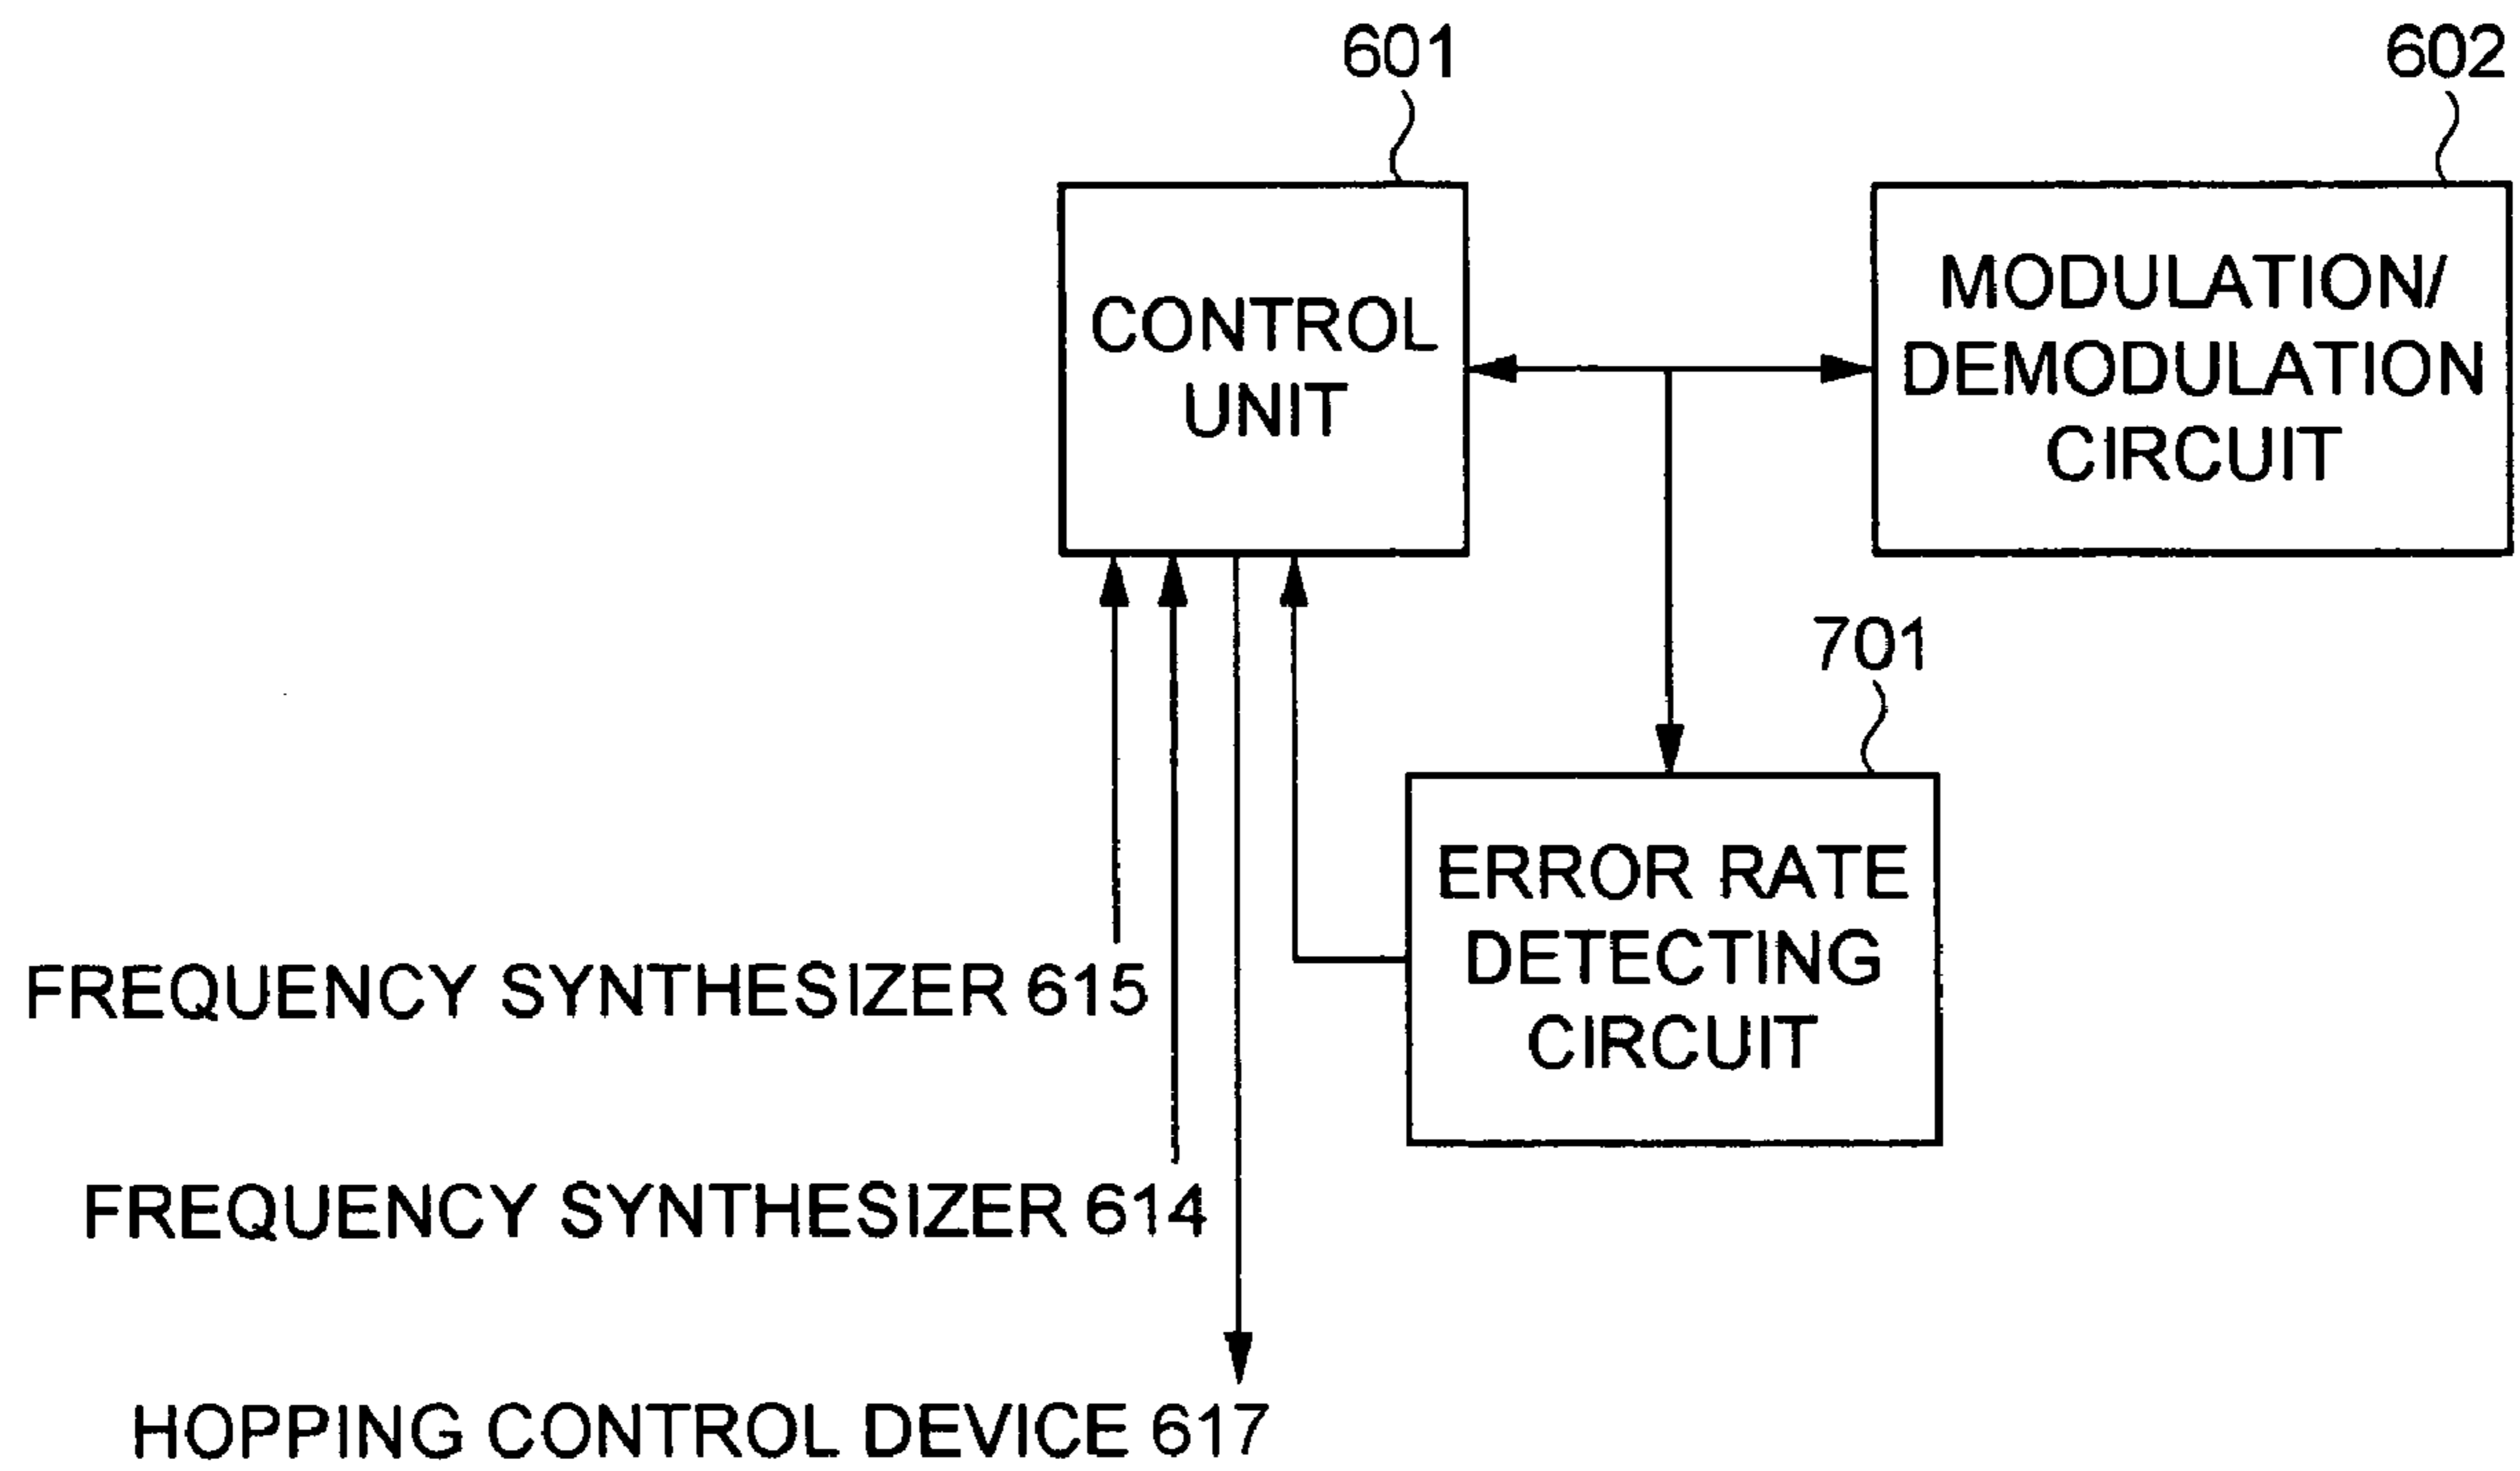 601
602
CONTROL
UNIT
MODULATION/
DEMODULATION
CIRCUIT
701
ERROR RATE
DETECTING
CIRCUIT
FREQUENCY SYNTHESIZER 615
FREQUENCY SYNTHESIZER 614
HOPPING CONTROL DEVICE 617